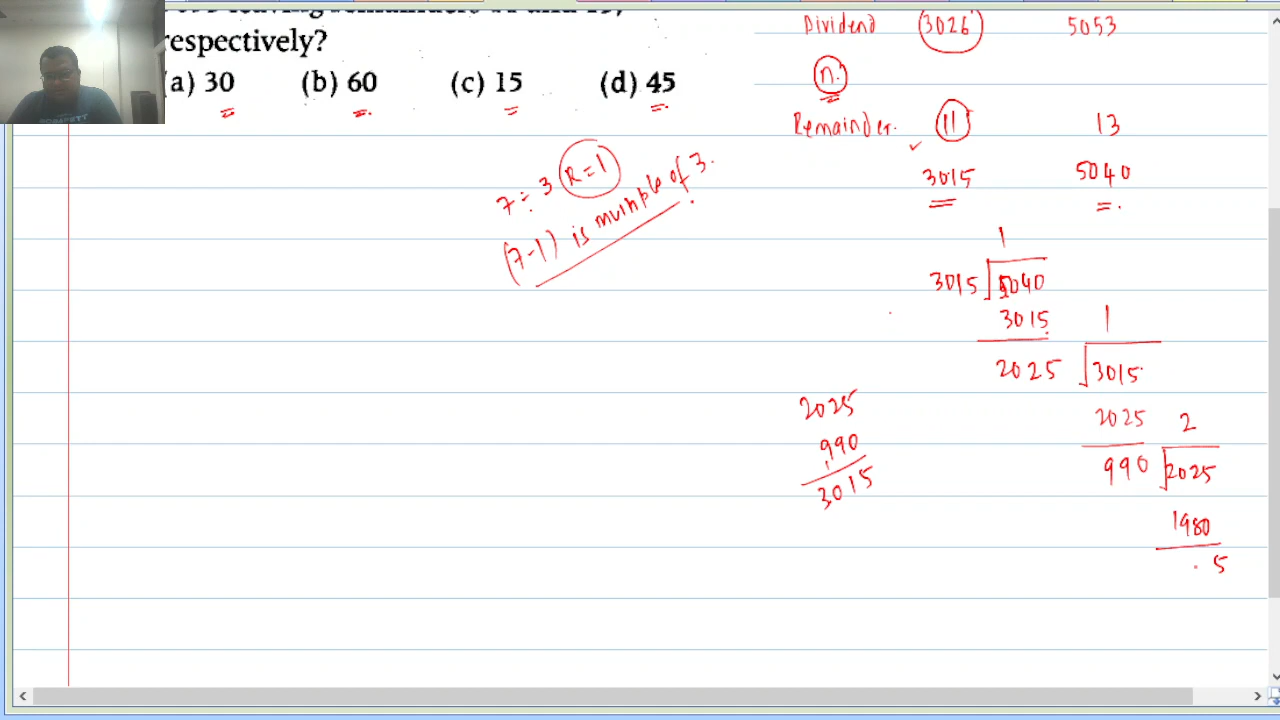 respectively?
(a) 30 (b) 60 (c) 15 (d) 45
Dividend 3026 5053
n.
Remainder. 11 13
3015 5040
7 ÷ 3 R = 1
(7-1) is multiple of 3.
1
3015 5040
3015 1
2025 3015
2025 2
990 2025
1980
5
2025
990
3015